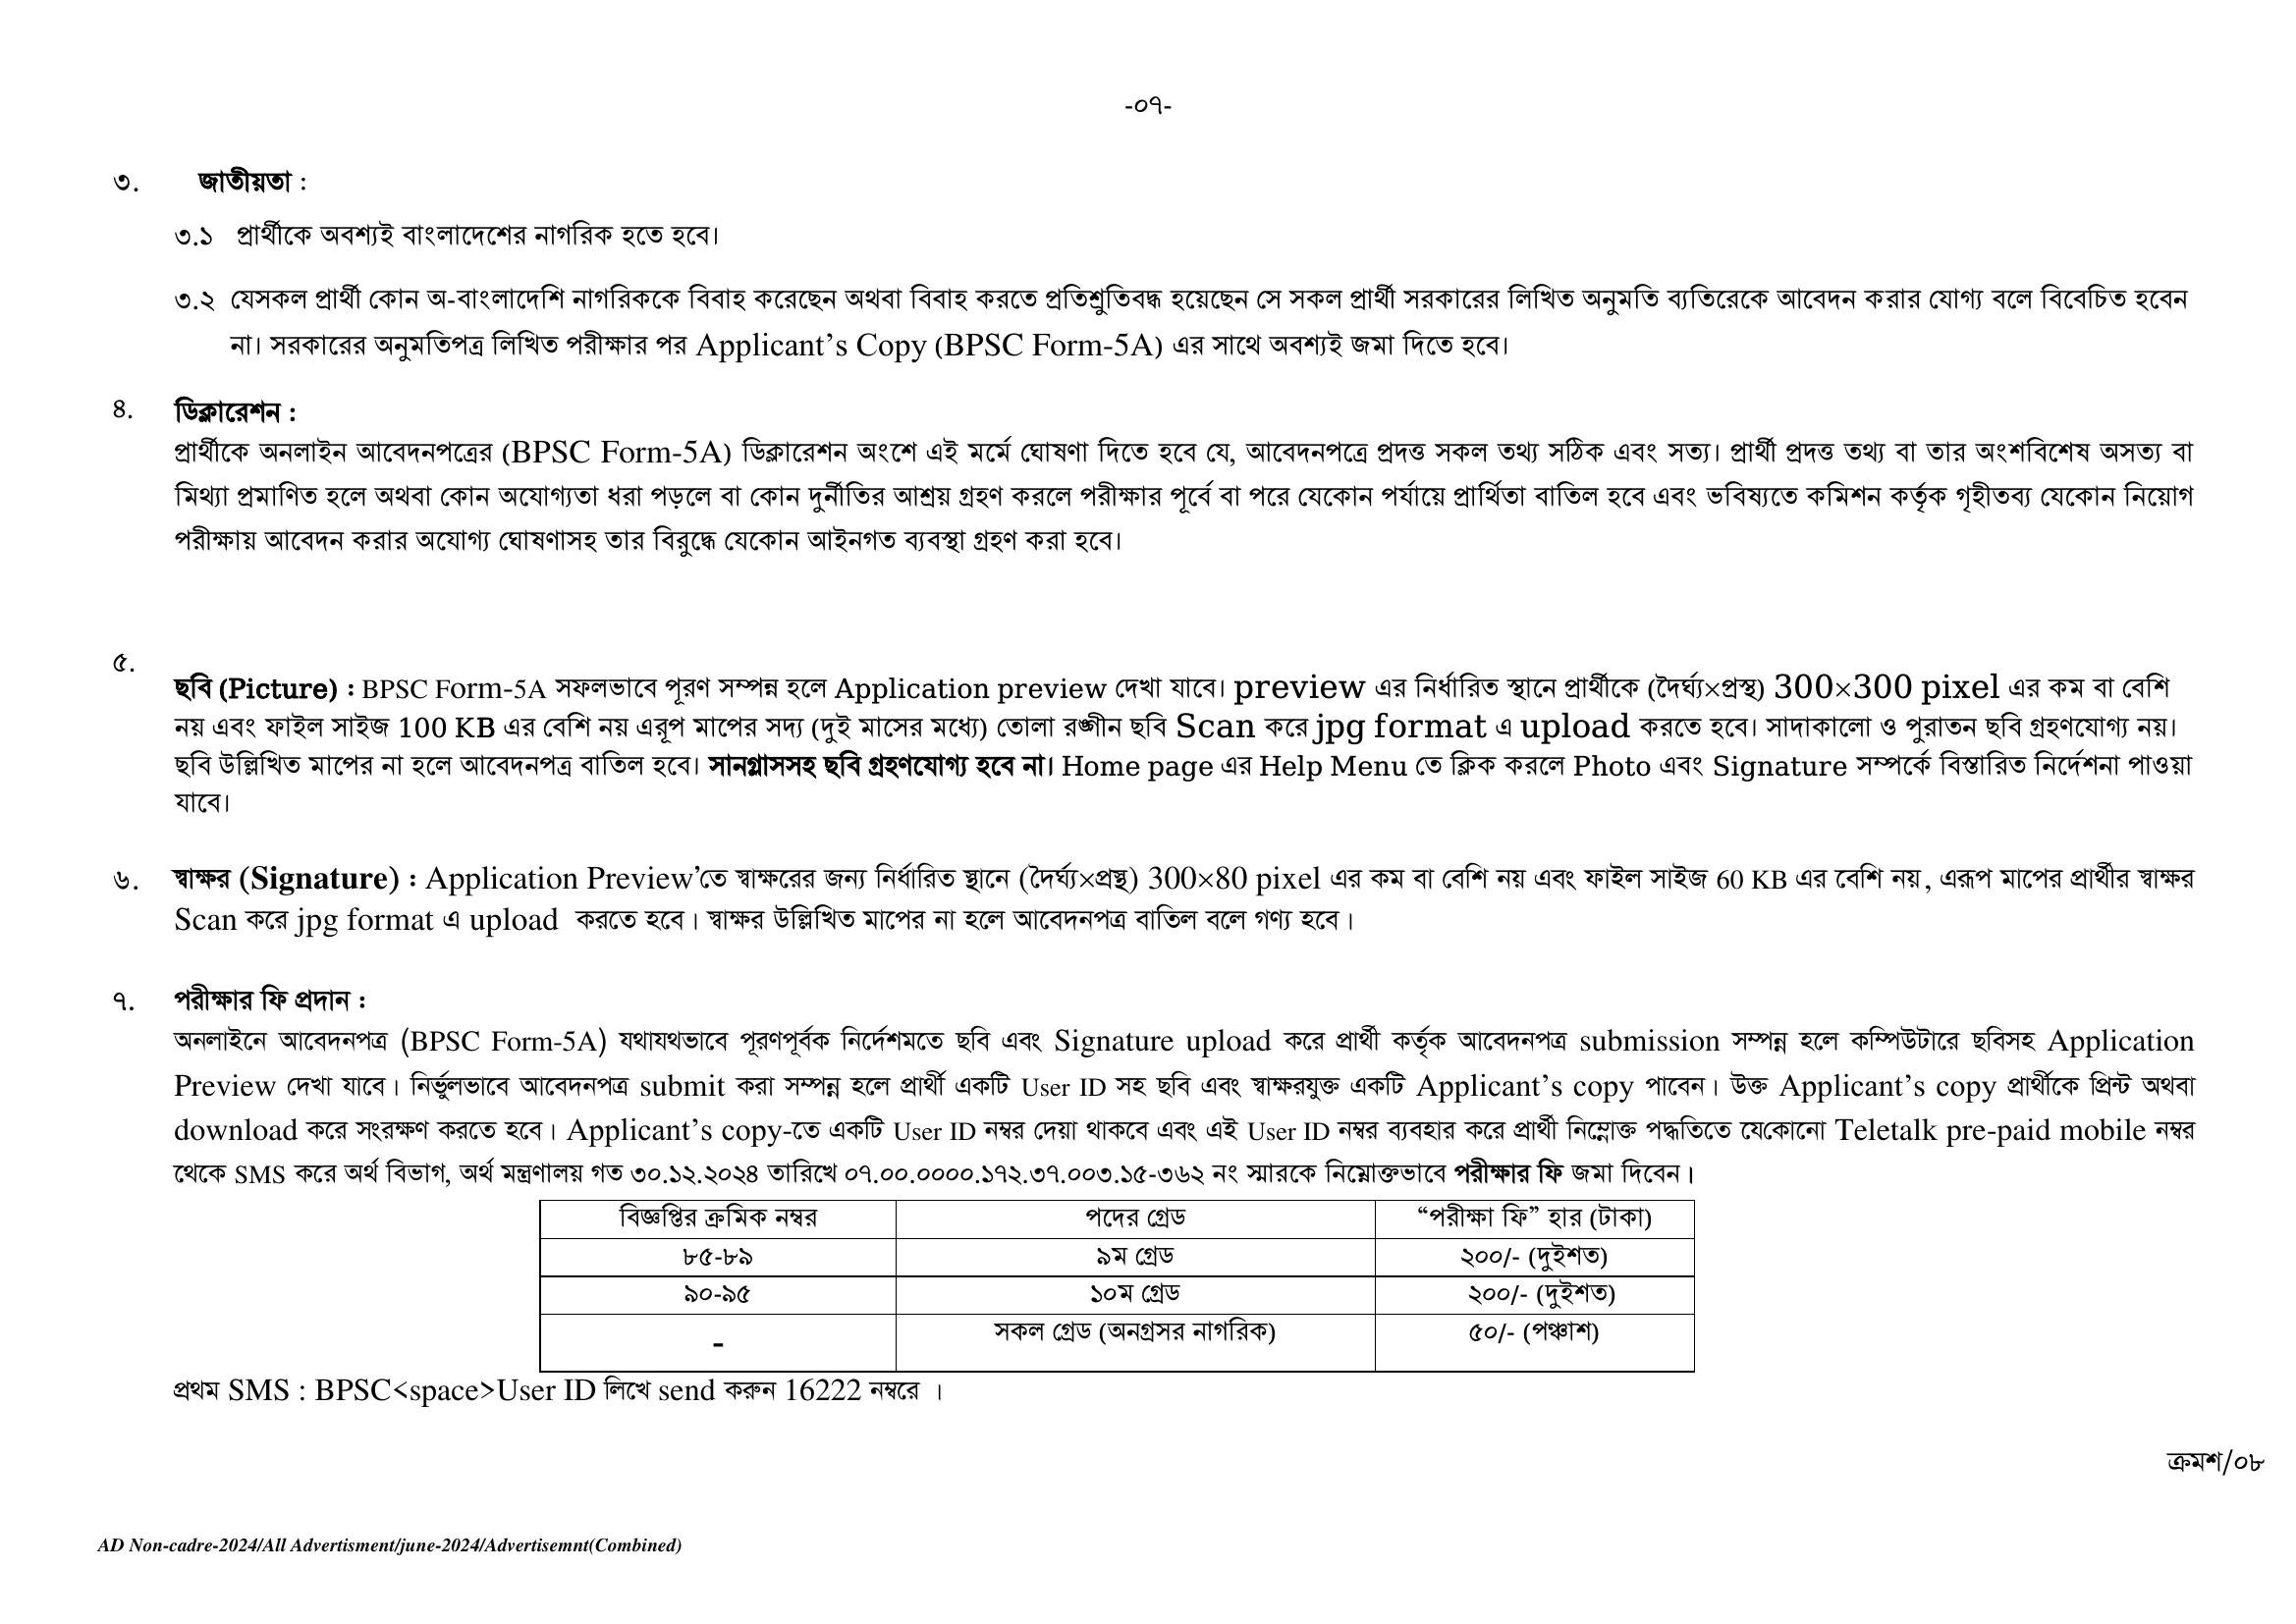 -০৭-
৩. জাতীয়তা :
৩.১ প্রার্থীকে অবশ্যই বাংলাদেশের নাগরিক হতে হবে।
৩.২ যেসকল প্রার্থী কোন অ-বাংলাদেশি নাগরিককে বিবাহ করেছেন অথবা বিবাহ করতে প্রতিশ্রুতিবদ্ধ হয়েছেন সে সকল প্রার্থী সরকারের লিখিত অনুমতি ব্যতিরেকে আবেদন করার যোগ্য বলে বিবেচিত হবেন
না। সরকারের অনুমতিপত্র লিখিত পরীক্ষার পর Applicant’s Copy (BPSC Form-5A) এর সাথে অবশ্যই জমা দিতে হবে।
৪. ডিক্লারেশন :
প্রার্থীকে অনলাইন আবেদনপত্রের (BPSC Form-5A) ডিক্লারেশন অংশে এই মর্মে ঘোষণা দিতে হবে যে, আবেদনপত্রে প্রদত্ত সকল তথ্য সঠিক এবং সত্য। প্রার্থী প্রদত্ত তথ্য বা তার অংশবিশেষ অসত্য বা
মিথ্যা প্রমাণিত হলে অথবা কোন অযোগ্যতা ধরা পড়লে বা কোন দুর্নীতির আশ্রয় গ্রহণ করলে পরীক্ষার পূর্বে বা পরে যেকোন পর্যায়ে প্রার্থিতা বাতিল হবে এবং ভবিষ্যতে কমিশন কর্তৃক গৃহীতব্য যেকোন নিয়োগ
পরীক্ষায় আবেদন করার অযোগ্য ঘোষণাসহ তার বিরুদ্ধে যেকোন আইনগত ব্যবস্থা গ্রহণ করা হবে।
৫.
ছবি (Picture) : BPSC Form-5A সফলভাবে পূরণ সম্পন্ন হলে Application preview দেখা যাবে। preview এর নির্ধারিত স্থানে প্রার্থীকে (দৈর্ঘ্য×প্রস্থ) 300×300 pixel এর কম বা বেশি
নয় এবং ফাইল সাইজ 100 KB এর বেশি নয় এরূপ মাপের সদ্য (দুই মাসের মধ্যে) তোলা রঙ্গীন ছবি Scan করে jpg format এ upload করতে হবে। সাদাকালো ও পুরাতন ছবি গ্রহণযোগ্য নয়।
ছবি উল্লিখিত মাপের না হলে আবেদনপত্র বাতিল হবে। সানগ্লাসসহ ছবি গ্রহণযোগ্য হবে না। Home page এর Help Menu তে ক্লিক করলে Photo এবং Signature সম্পর্কে বিস্তারিত নির্দেশনা পাওয়া
যাবে।
৬. স্বাক্ষর (Signature) : Application Preview’তে স্বাক্ষরের জন্য নির্ধারিত স্থানে (দৈর্ঘ্য×প্রস্থ) 300×80 pixel এর কম বা বেশি নয় এবং ফাইল সাইজ 60 KB এর বেশি নয়, এরূপ মাপের প্রার্থীর স্বাক্ষর
Scan করে jpg format এ upload করতে হবে। স্বাক্ষর উল্লিখিত মাপের না হলে আবেদনপত্র বাতিল বলে গণ্য হবে।
৭. পরীক্ষার ফি প্রদান :
অনলাইনে আবেদনপত্র (BPSC Form-5A) যথাযথভাবে পূরণপূর্বক নির্দেশমতে ছবি এবং Signature upload করে প্রার্থী কর্তৃক আবেদনপত্র submission সম্পন্ন হলে কম্পিউটারে ছবিসহ Application
Preview দেখা যাবে। নির্ভুলভাবে আবেদনপত্র submit করা সম্পন্ন হলে প্রার্থী একটি User ID সহ ছবি এবং স্বাক্ষরযুক্ত একটি Applicant’s copy পাবেন। উক্ত Applicant’s copy প্রার্থীকে প্রিন্ট অথবা
download করে সংরক্ষণ করতে হবে। Applicant’s copy-তে একটি User ID নম্বর দেয়া থাকবে এবং এই User ID নম্বর ব্যবহার করে প্রার্থী নিম্নোক্ত পদ্ধতিতে যেকোনো Teletalk pre-paid mobile নম্বর
থেকে SMS করে অর্থ বিভাগ, অর্থ মন্ত্রণালয় গত ৩০.১২.২০২৪ তারিখে ০৭.০০.০০০০.১৭২.৩৭.০০৩.১৫-৩৬২ নং স্মারকে নিম্নোক্তভাবে পরীক্ষার ফি জমা দিবেন।
বিজ্ঞপ্তির ক্রমিক নম্বর পদের গ্রেড “পরীক্ষা ফি” হার (টাকা)
৮৫-৮৯ ৯ম গ্রেড ২০০/- (দুইশত)
৯০-৯৫ ১০ম গ্রেড ২০০/- (দুইশত)
- সকল গ্রেড (অনগ্রসর নাগরিক) ৫০/- (পঞ্চাশ)
প্রথম SMS : BPSC<space>User ID লিখে send করুন 16222 নম্বরে ।
ক্রমশ/০৮
AD Non-cadre-2024/All Advertisment/june-2024/Advertisemnt(Combined)